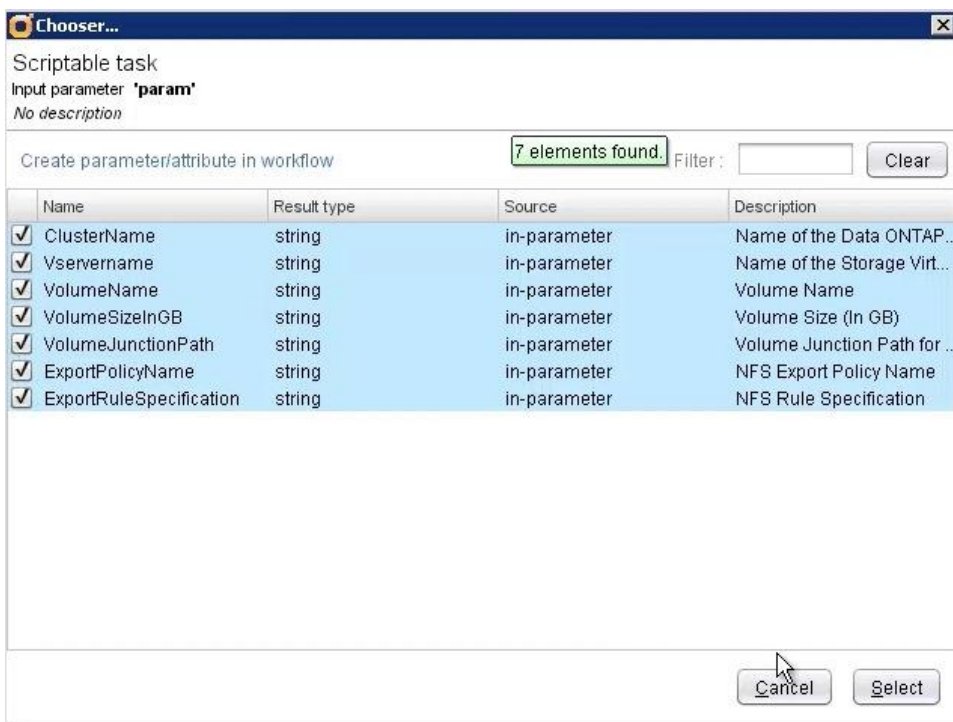 Chooser...
Scriptable task
Input parameter 'param'
No description
Create parameter/attribute in workflow 7 elements found. Filter : Clear
Name Result type Source Description
ClusterName string in-parameter Name of the Data ONTAP...
Vservername string in-parameter Name of the Storage Virt...
VolumeName string in-parameter Volume Name
VolumeSizeInGB string in-parameter Volume Size (In GB)
VolumeJunctionPath string in-parameter Volume Junction Path for ...
ExportPolicyName string in-parameter NFS Export Policy Name
ExportRuleSpecification string in-parameter NFS Rule Specification
Cancel Select